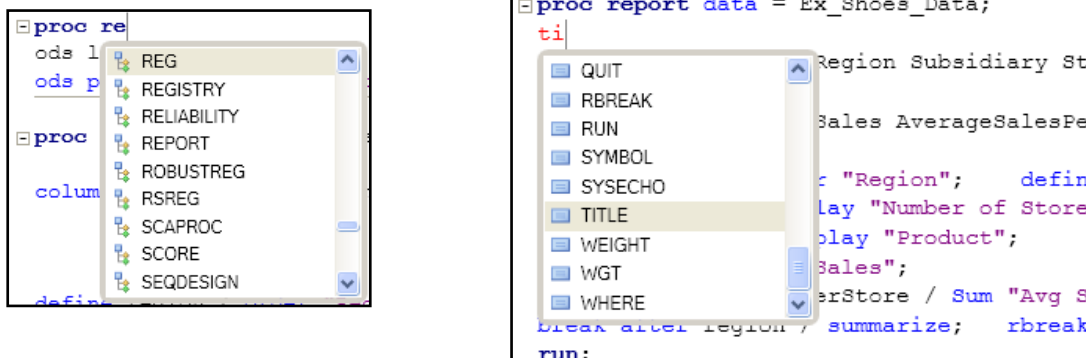 proc re
ods l
REG
ods p
REGISTRY
RELIABILITY
proc
REPORT
ROBUSTREG
colum
RSREG
SCAPROC
SCORE
SEQDESIGN
define
proc report data = Ex_Shoes_Data;
ti
QUIT
Region Subsidiary St
RBREAK
RUN
Sales AverageSalesPe
SYMBOL
SYSECHO
"Region"; defin
TITLE
lay "Number of Store
WEIGHT
play "Product";
WGT
Sales";
WHERE
erStore / Sum "Avg S
break after region / summarize; rbreak
run;